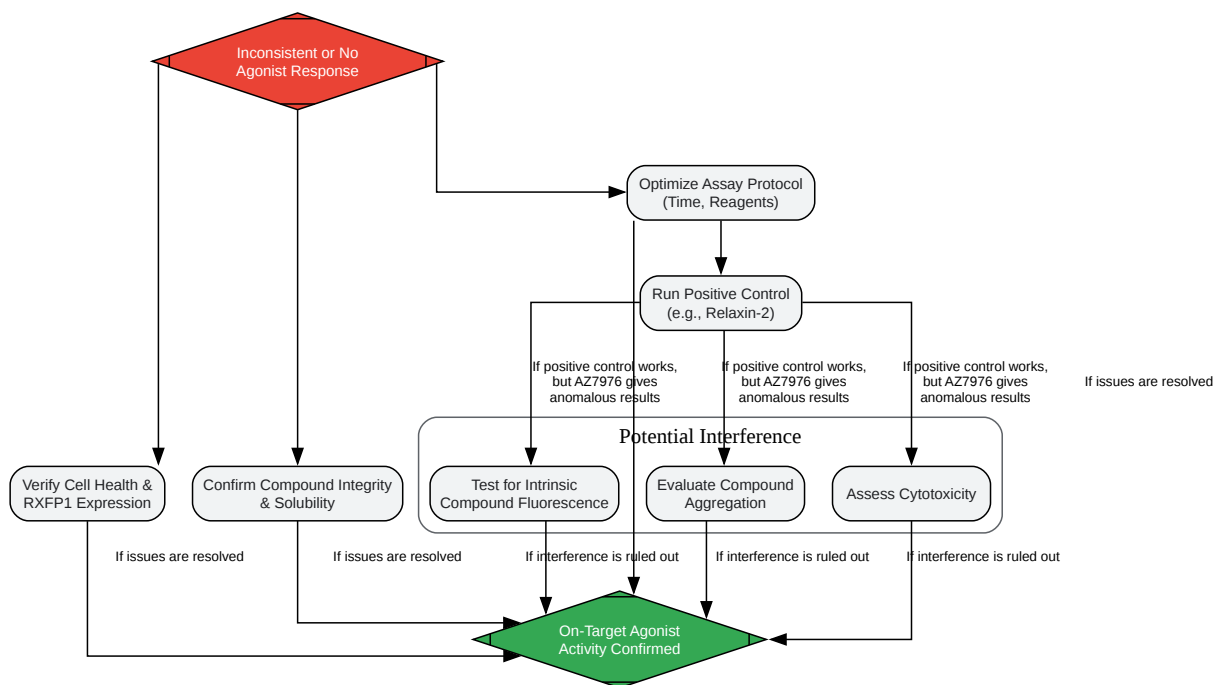 Inconsistent or No
Agonist Response
Optimize Assay Protocol
(Time, Reagents)
Run Positive Control
(e.g., Relaxin-2)
If positive control works,
but AZ7976 gives
anomalous results
If positive control works,
but AZ7976 gives
anomalous results
If positive control works,
but AZ7976 gives
anomalous results
If issues are resolved
Potential Interference
Verify Cell Health &
RXFP1 Expression
Confirm Compound Integrity
& Solubility
Test for Intrinsic
Compound Fluorescence
Evaluate Compound
Aggregation
Assess Cytotoxicity
If issues are resolved
If issues are resolved
If interference is ruled out
If interference is ruled out
If interference is ruled out
On-Target Agonist
Activity Confirmed